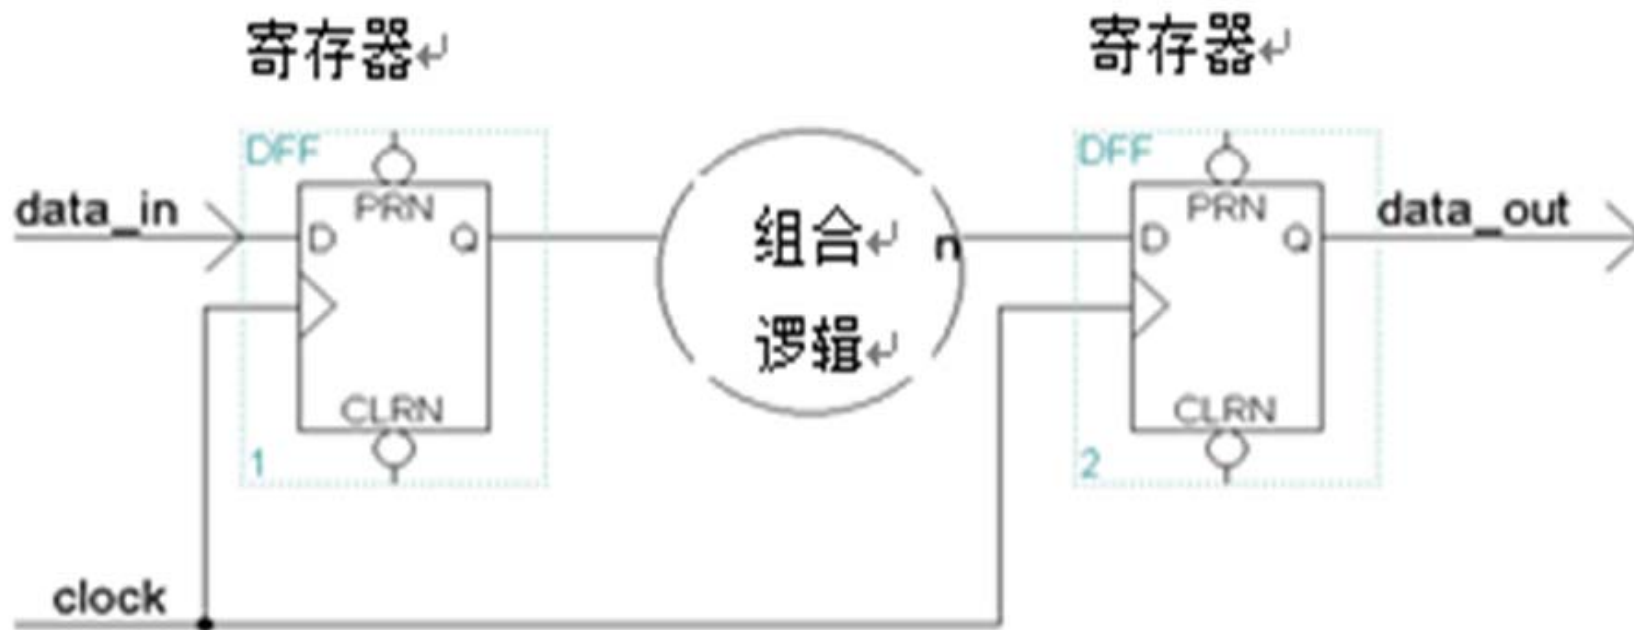 寄存器
寄存器
DFF
DFF
data_in
PRN
D
Q
组合
n
逻辑
PRN
D
Q
data_out
CLRN
CLRN
1
2
clock